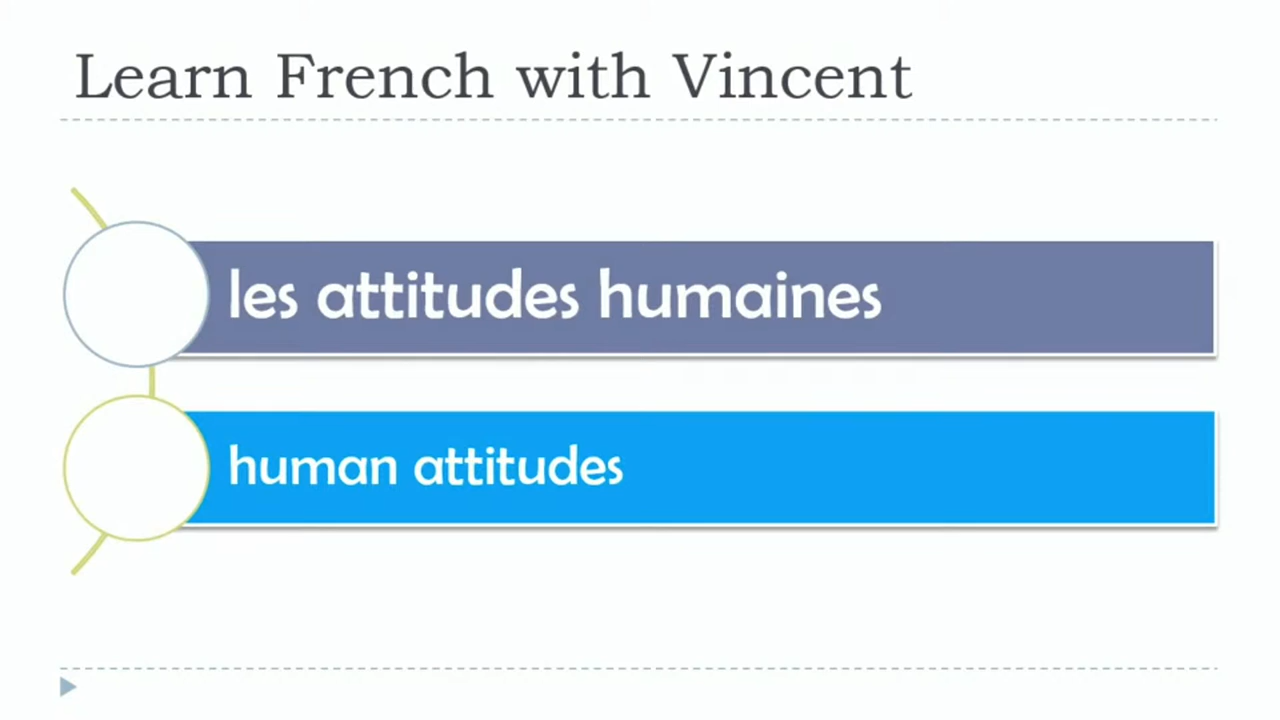 Learn French with Vincent
les attitudes humaines
human attitudes